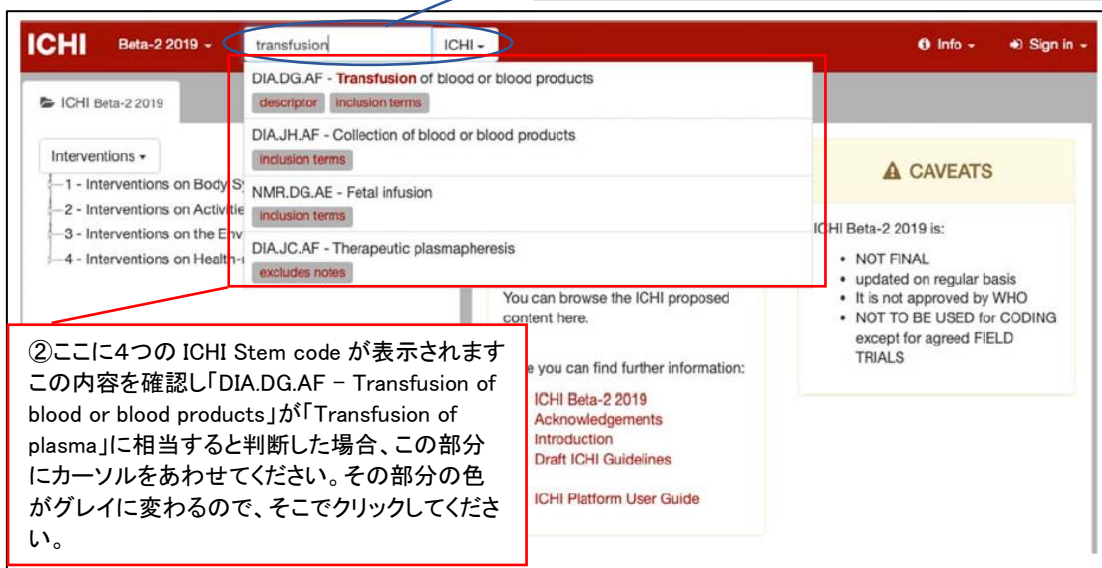 ICHI Beta-2 2019 transfusion ICHI Info Sign in
ICHI Beta-2 2019
DIA.DG.AF - Transfusion of blood or blood products
descriptor inclusion terms
DIA.JH.AF - Collection of blood or blood products
inclusion terms
NMR.DG.AE - Fetal infusion
inclusion terms
DIA.JC.AF - Therapeutic plasmapheresis
excludes notes
Interventions
1 - Interventions on Body
2 - Interventions on
3 - Interventions on the
4 - Interventions on
CAVEATS
ICHI Beta-2 2019 is:
NOT FINAL
updated on regular basis
It is not approved by WHO
NOT TO BE USED for CODING
except for agreed FIELD
TRIALS
You can browse the ICHI proposed
content here.
you can find further information:
ICHI Beta-2 2019
Acknowledgements
Introduction
Draft ICHI Guidelines
ICHI Platform User Guide
②ここに4つの ICHI Stem code が表示されます
この内容を確認し「DIA.DG.AF – Transfusion of
blood or blood products」が「Transfusion of
plasma」に相当すると判断した場合、この部分
にカーソルをあわせてください。その部分の色
がグレイに変わるので、そこでクリックしてくださ
い。